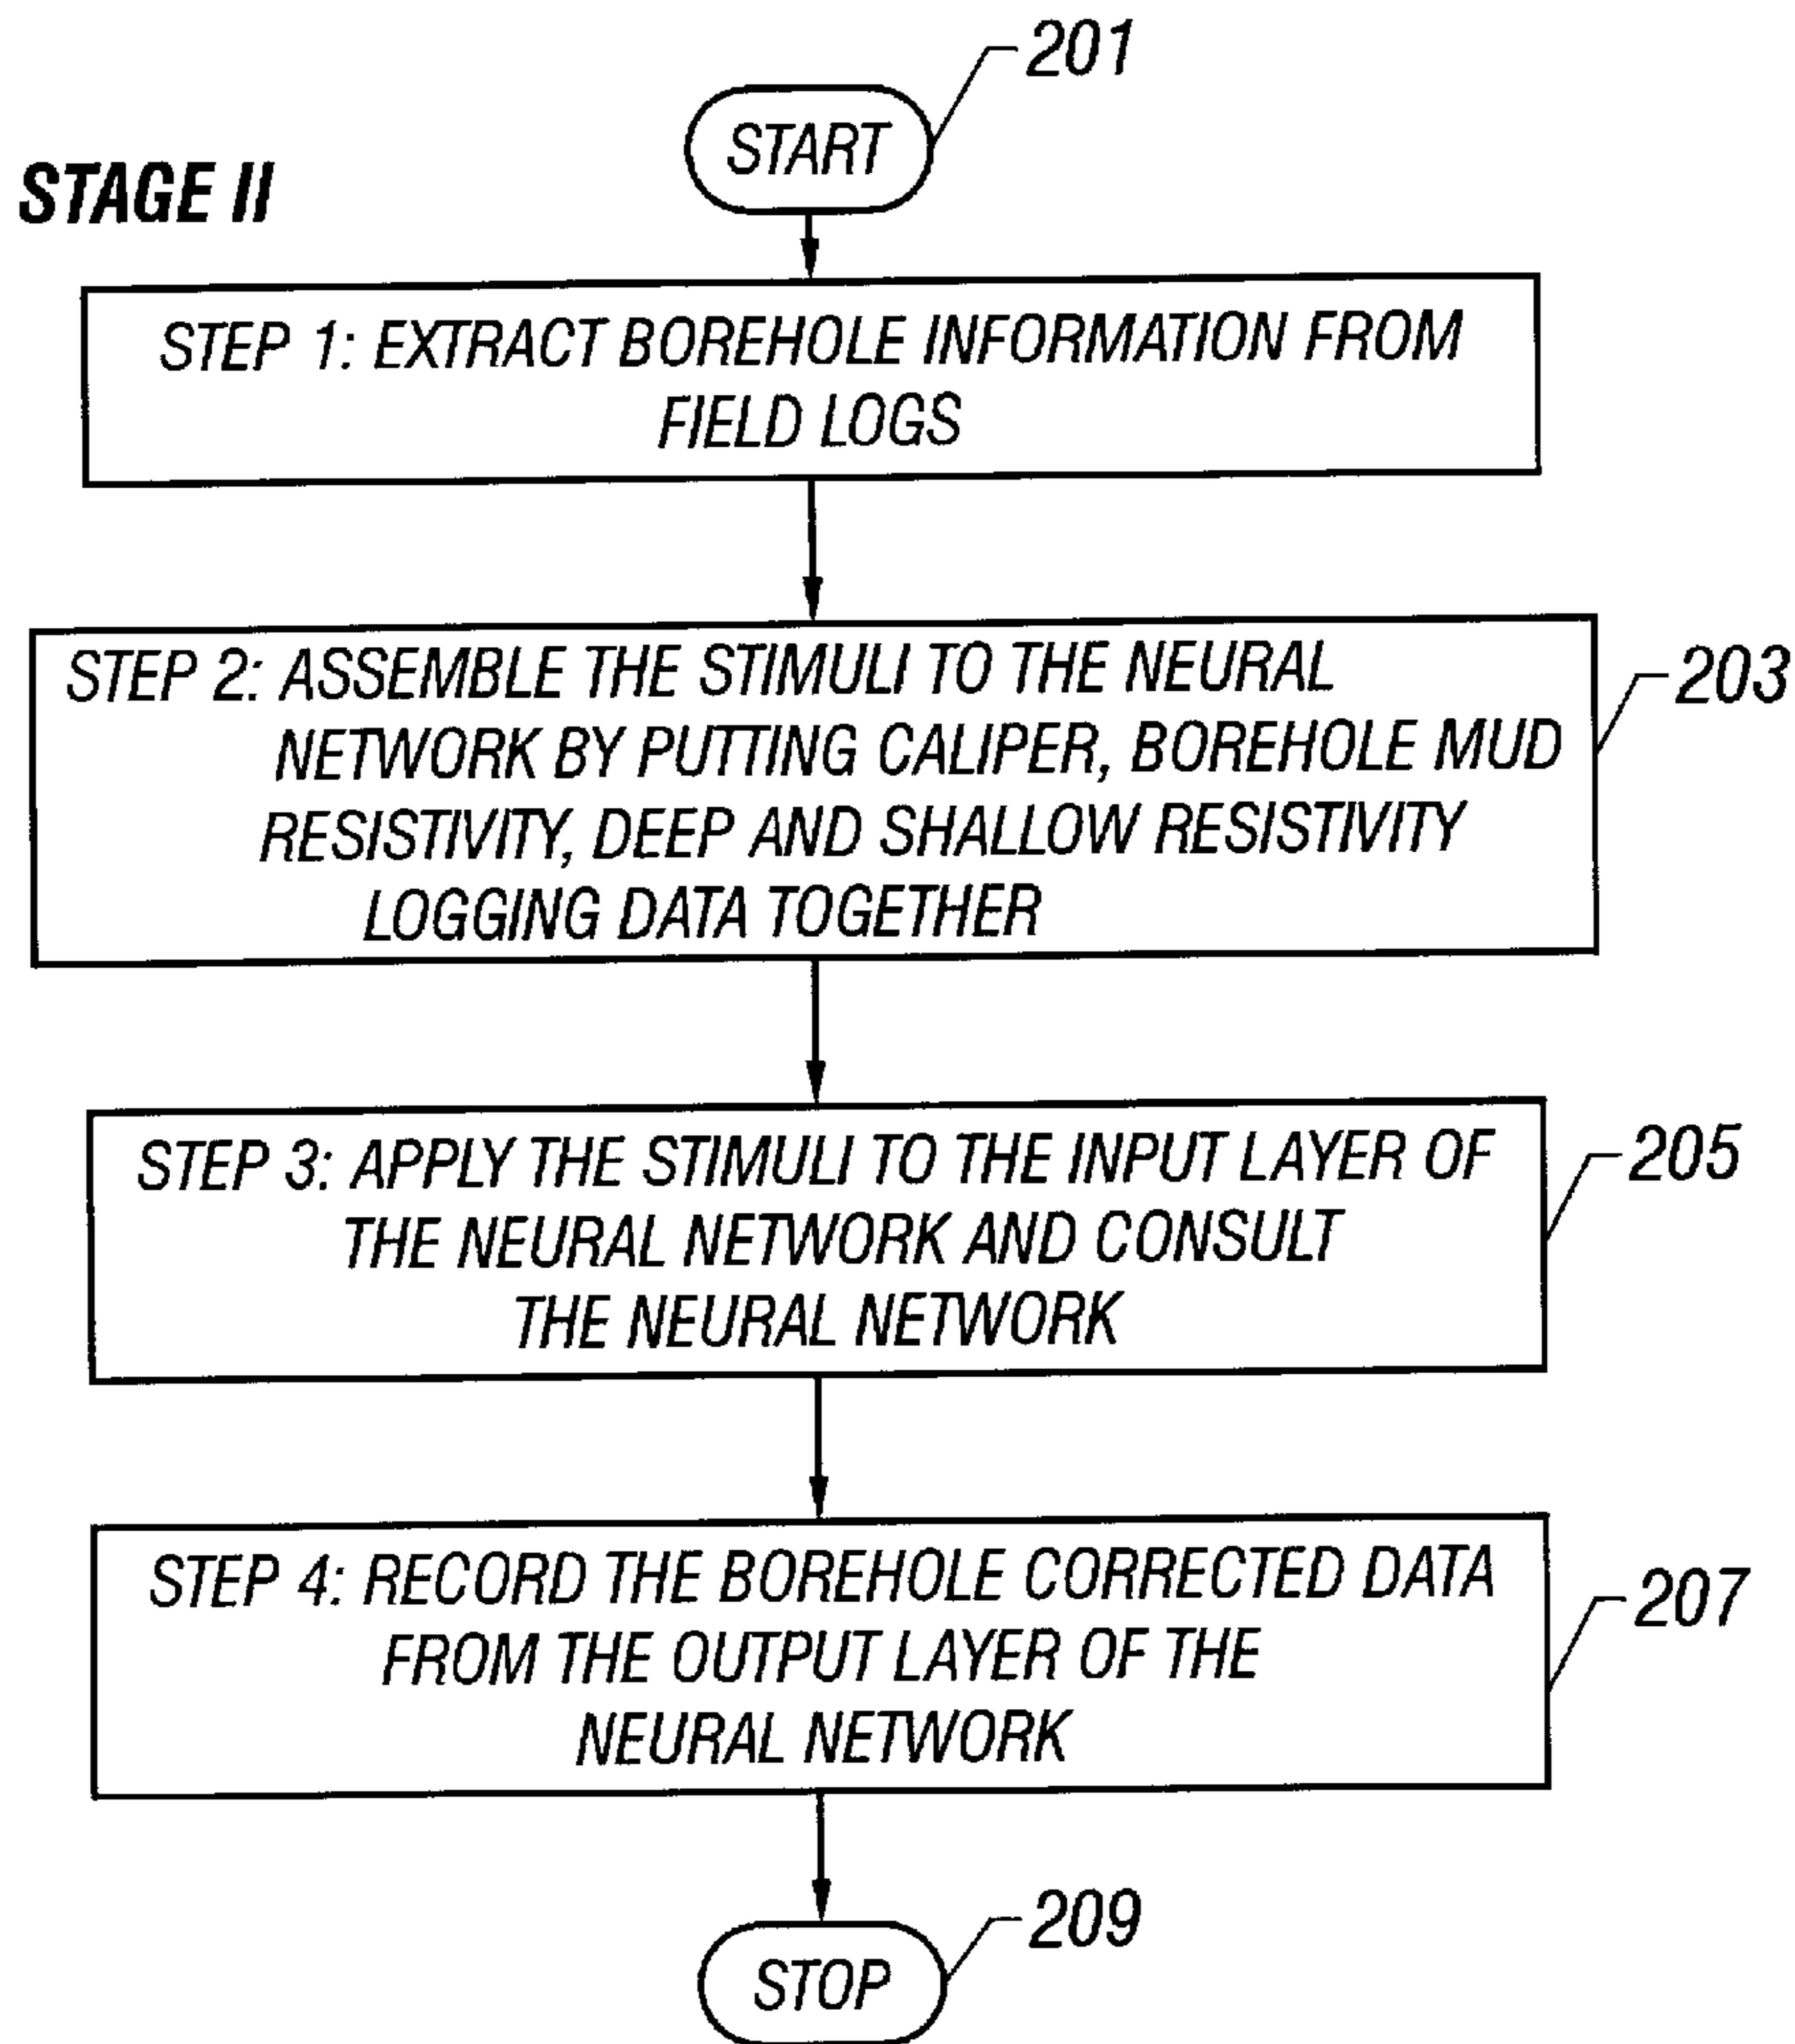 201
START
STAGE II
STEP 1: EXTRACT BOREHOLE INFORMATION FROM
FIELD LOGS
STEP 2: ASSEMBLE THE STIMULI TO THE NEURAL
NETWORK BY PUTTING CALIPER, BOREHOLE MUD
RESISTIVITY, DEEP AND SHALLOW RESISTIVITY
LOGGING DATA TOGETHER
203
STEP 3: APPLY THE STIMULI TO THE INPUT LAYER OF
THE NEURAL NETWORK AND CONSULT
THE NEURAL NETWORK
205
STEP 4: RECORD THE BOREHOLE CORRECTED DATA
FROM THE OUTPUT LAYER OF THE
NEURAL NETWORK
207
209
STOP